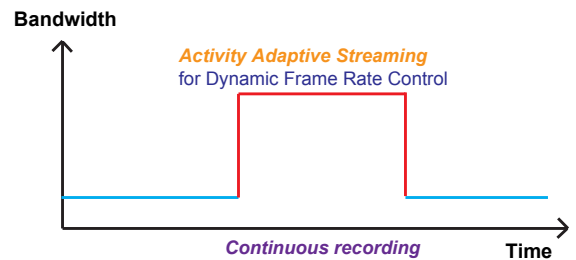 Bandwidth
Activity Adaptive Streaming
for Dynamic Frame Rate Control
Continuous recording
Time